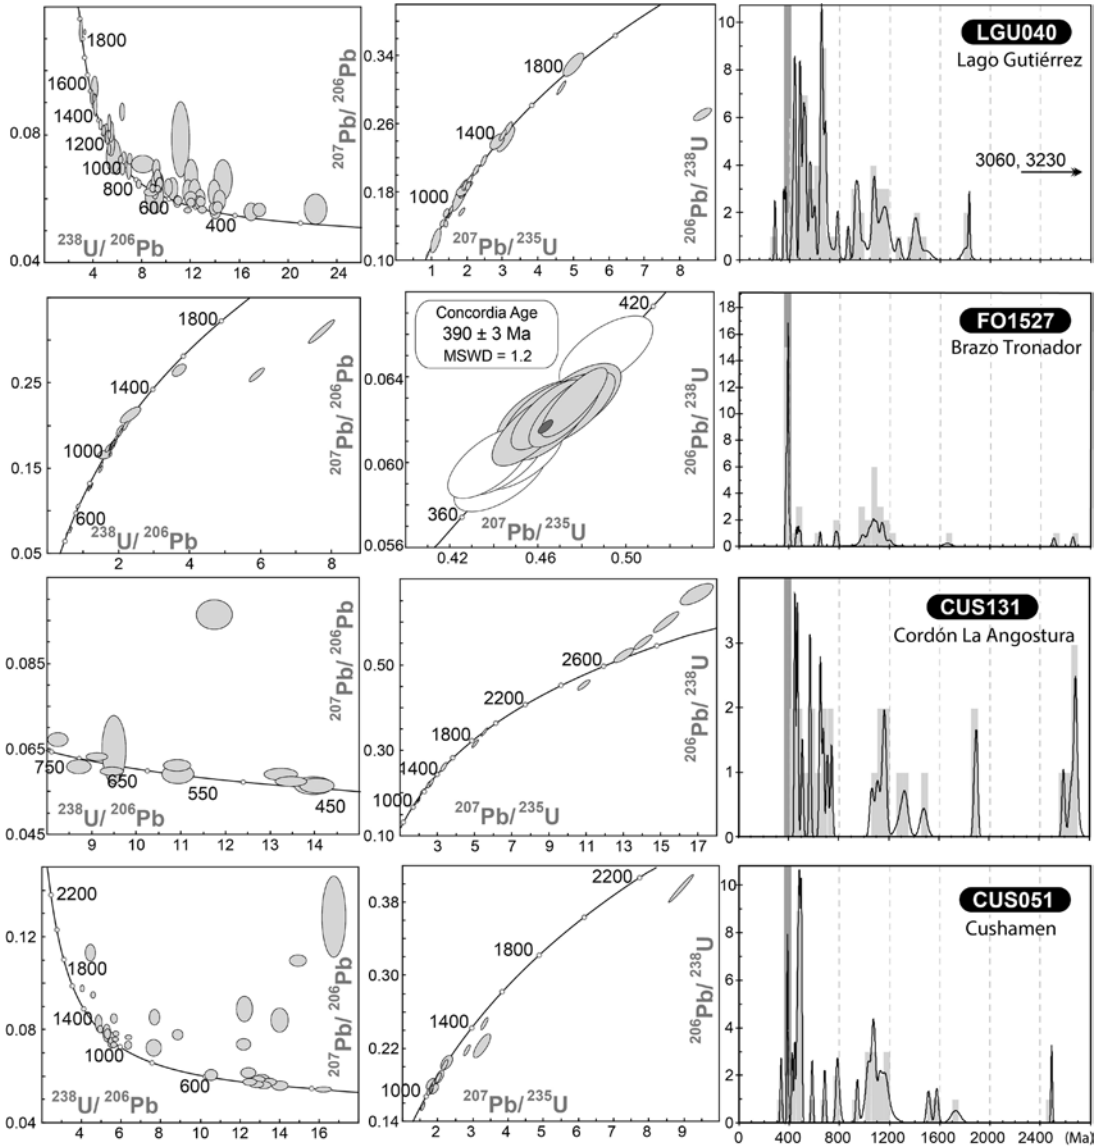 1800
1600
1400
1200
1000
800
600
400
0.08
0.04
4 6 8 10 12 14 16 18 20 22 24
238U/ 206Pb
207Pb/ 206Pb
1800
1400
1000
0.34
0.26
0.18
0.10
1 2 3 4 5 6 7 8
207Pb/ 235U
206Pb/ 238U
10
8
6
4
2
0
LGU040
Lago Gutiérrez
3060, 3230
1800
1400
1000
600
0.25
0.15
0.05
2 4 6 8
238U/ 206Pb
207Pb/ 206Pb
Concordia Age
390 ± 3 Ma
MSWD = 1.2
420
360
0.064
0.060
0.056
0.42 0.46 0.50
207Pb/ 235U
206Pb/ 238U
18
16
14
12
10
8
6
4
2
0
FO1527
Brazo Tronador
750
650
550
450
0.085
0.065
0.045
9 10 11 12 13 14
238U/ 206Pb
207Pb/ 206Pb
2600
2200
1800
1400
1000
0.50
0.30
0.10
3 5 7 9 11 13 15 17
207Pb/ 235U
206Pb/ 238U
3
2
1
0
CUS131
Cordón La Angostura
2200
1800
1400
1000
600
0.12
0.08
0.04
2 4 6 8 10 12 14 16
238U/ 206Pb
207Pb/ 206Pb
2200
1800
1400
1000
0.38
0.30
0.22
0.14
2 3 4 5 6 7 8 9
207Pb/ 235U
206Pb/ 238U
10
8
6
4
2
0
CUS051
Cushamen
0 400 800 1200 1600 2000 2400 (Ma)